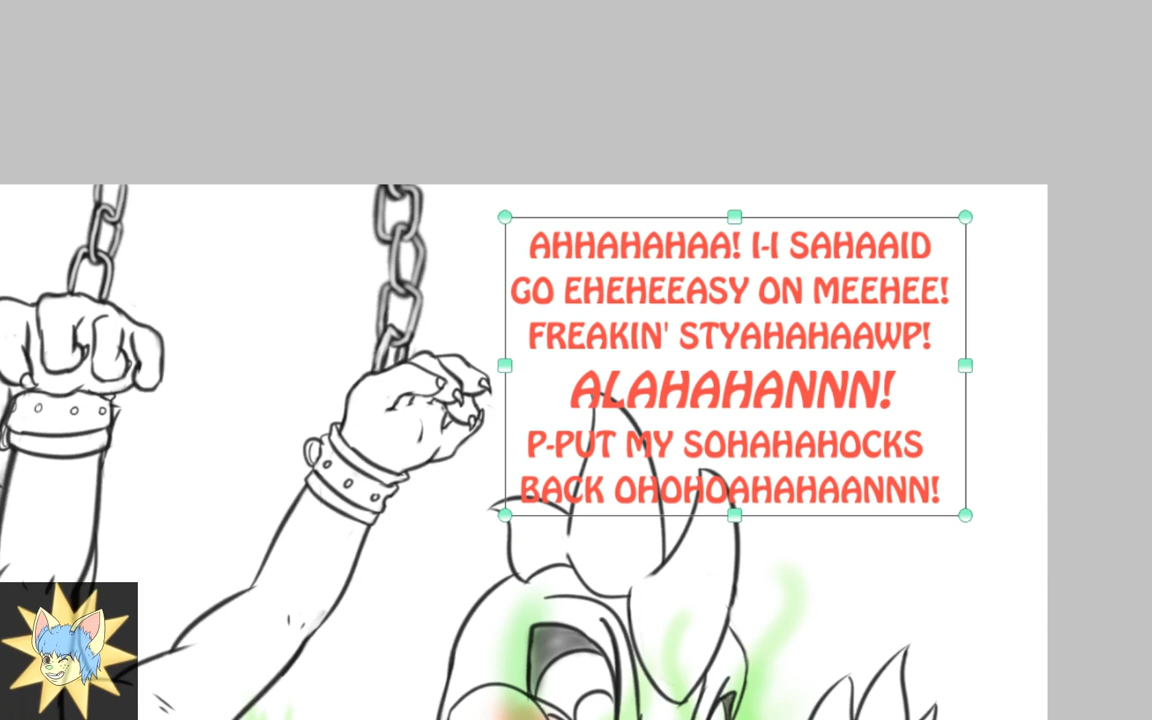 AHHAHAHAA! I-I SAHAAID
GO EHEHEEASY ON MEEHEE!
FREAKIN' STYAHAHAAWP!
ALAHAHANNN!
P-PUT MY SOHAHAHOCKS
BACK OHOHOAHAHAANNN!